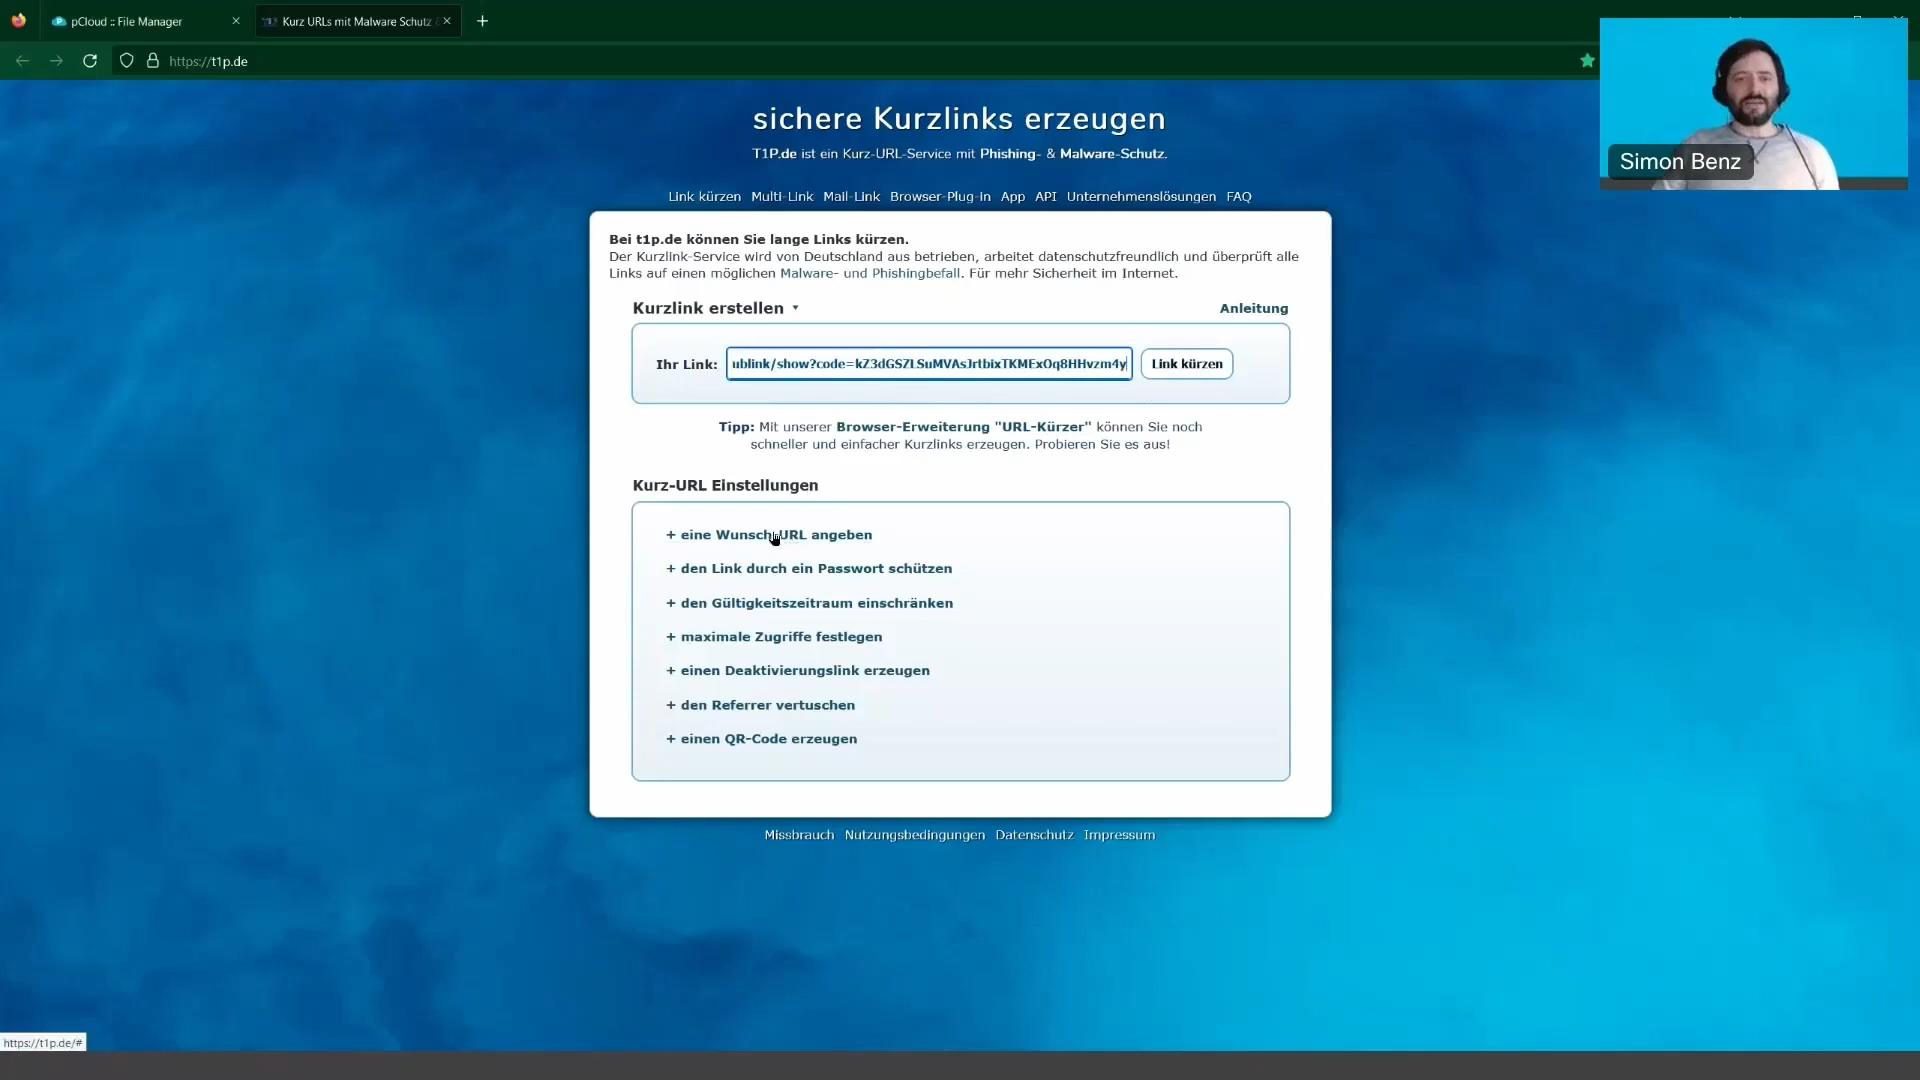 pCloud :: File Manager
Kurz URLs mit Malware Schutz
https://t1p.de
Simon Benz
sichere Kurzlinks erzeugen
T1P.de ist ein Kurz-URL-Service mit Phishing- & Malware-Schutz.
Link kürzen Multi-Link Mail-Link Browser-Plug-in App API Unternehmenslösungen FAQ
Bei t1p.de können Sie lange Links kürzen.
Der Kurzlink-Service wird von Deutschland aus betrieben, arbeitet datenschutzfreundlich und überprüft alle
Links auf einen möglichen Malware- und Phishingbefall. Für mehr Sicherheit im Internet.
Kurzlink erstellen
Anleitung
Ihr Link: ublink/show?code=kZ3dGSZLSuMVAsJrtbixTKMExOq8HHvzm4y Link kürzen
Tipp: Mit unserer Browser-Erweiterung "URL-Kürzer" können Sie noch
schneller und einfacher Kurzlinks erzeugen. Probieren Sie es aus!
Kurz-URL Einstellungen
+ eine Wunsch-URL angeben
+ den Link durch ein Passwort schützen
+ den Gültigkeitszeitraum einschränken
+ maximale Zugriffe festlegen
+ einen Deaktivierungslink erzeugen
+ den Referrer vertuschen
+ einen QR-Code erzeugen
Missbrauch Nutzungsbedingungen Datenschutz Impressum
https://t1p.de/#